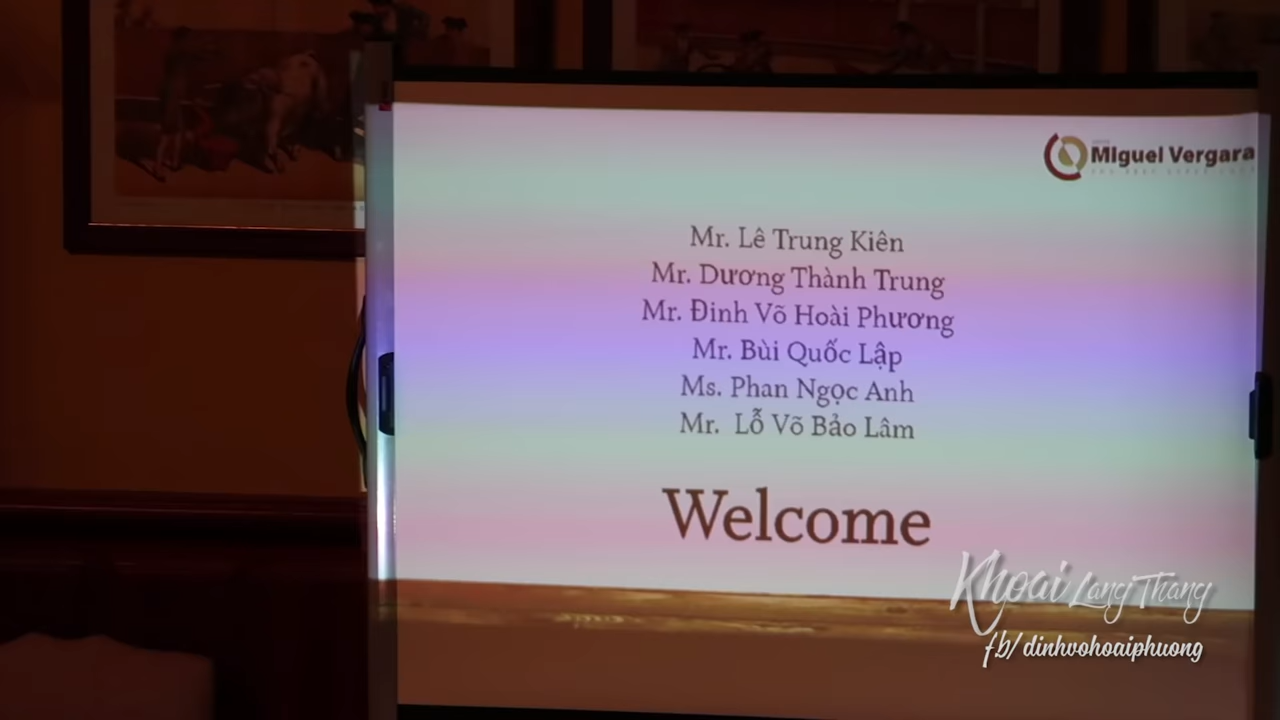 MIguel Vergara
Mr. Lê Trung Kiên
Mr. Dương Thành Trung
Mr. Đinh Võ Hoài Phương
Mr. Bùi Quốc Lập
Ms. Phan Ngọc Anh
Mr. Lỗ Võ Bảo Lâm
Welcome
Khoai Lang Thang
fb/dinhvohoaiphuong